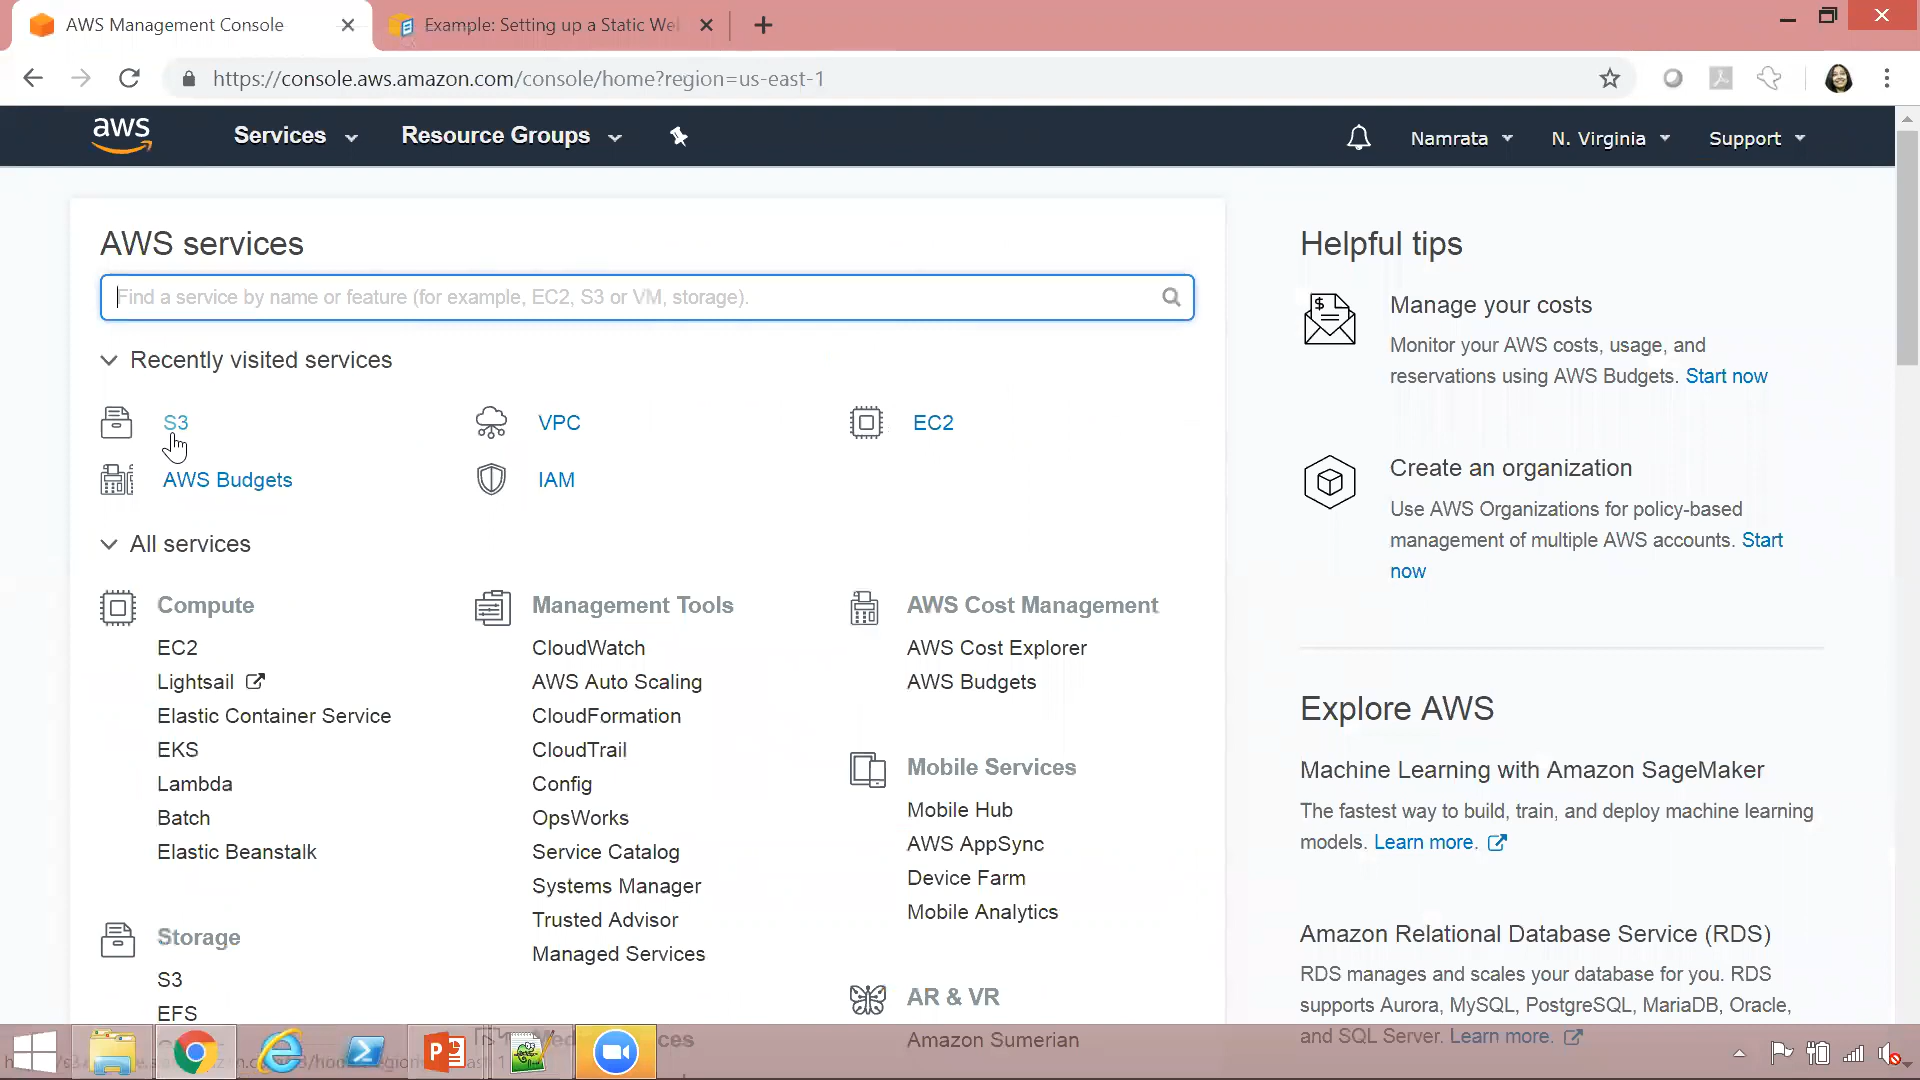 AWS Management Console
Example: Setting up a Static We
https://console.aws.amazon.com/console/home?region=us-east-1
aws
Services
Resource Groups
Namrata
N. Virginia
Support
AWS services
Find a service by name or feature (for example, EC2, S3 or VM, storage).
Recently visited services
S3
VPC
EC2
AWS Budgets
IAM
All services
Compute
EC2
Lightsail
Elastic Container Service
EKS
Lambda
Batch
Elastic Beanstalk
Storage
S3
EFS
Management Tools
CloudWatch
AWS Auto Scaling
CloudFormation
CloudTrail
Config
OpsWorks
Service Catalog
Systems Manager
Trusted Advisor
Managed Services
AWS Cost Management
AWS Cost Explorer
AWS Budgets
Mobile Services
Mobile Hub
AWS AppSync
Device Farm
Mobile Analytics
AR & VR
Amazon Sumerian
Helpful tips
Manage your costs
Monitor your AWS costs, usage, and
reservations using AWS Budgets. Start now
Create an organization
Use AWS Organizations for policy-based
management of multiple AWS accounts. Start
now
Explore AWS
Machine Learning with Amazon SageMaker
The fastest way to build, train, and deploy machine learning
models. Learn more.
Amazon Relational Database Service (RDS)
RDS manages and scales your database for you. RDS
supports Aurora, MySQL, PostgreSQL, MariaDB, Oracle,
and SQL Server. Learn more.